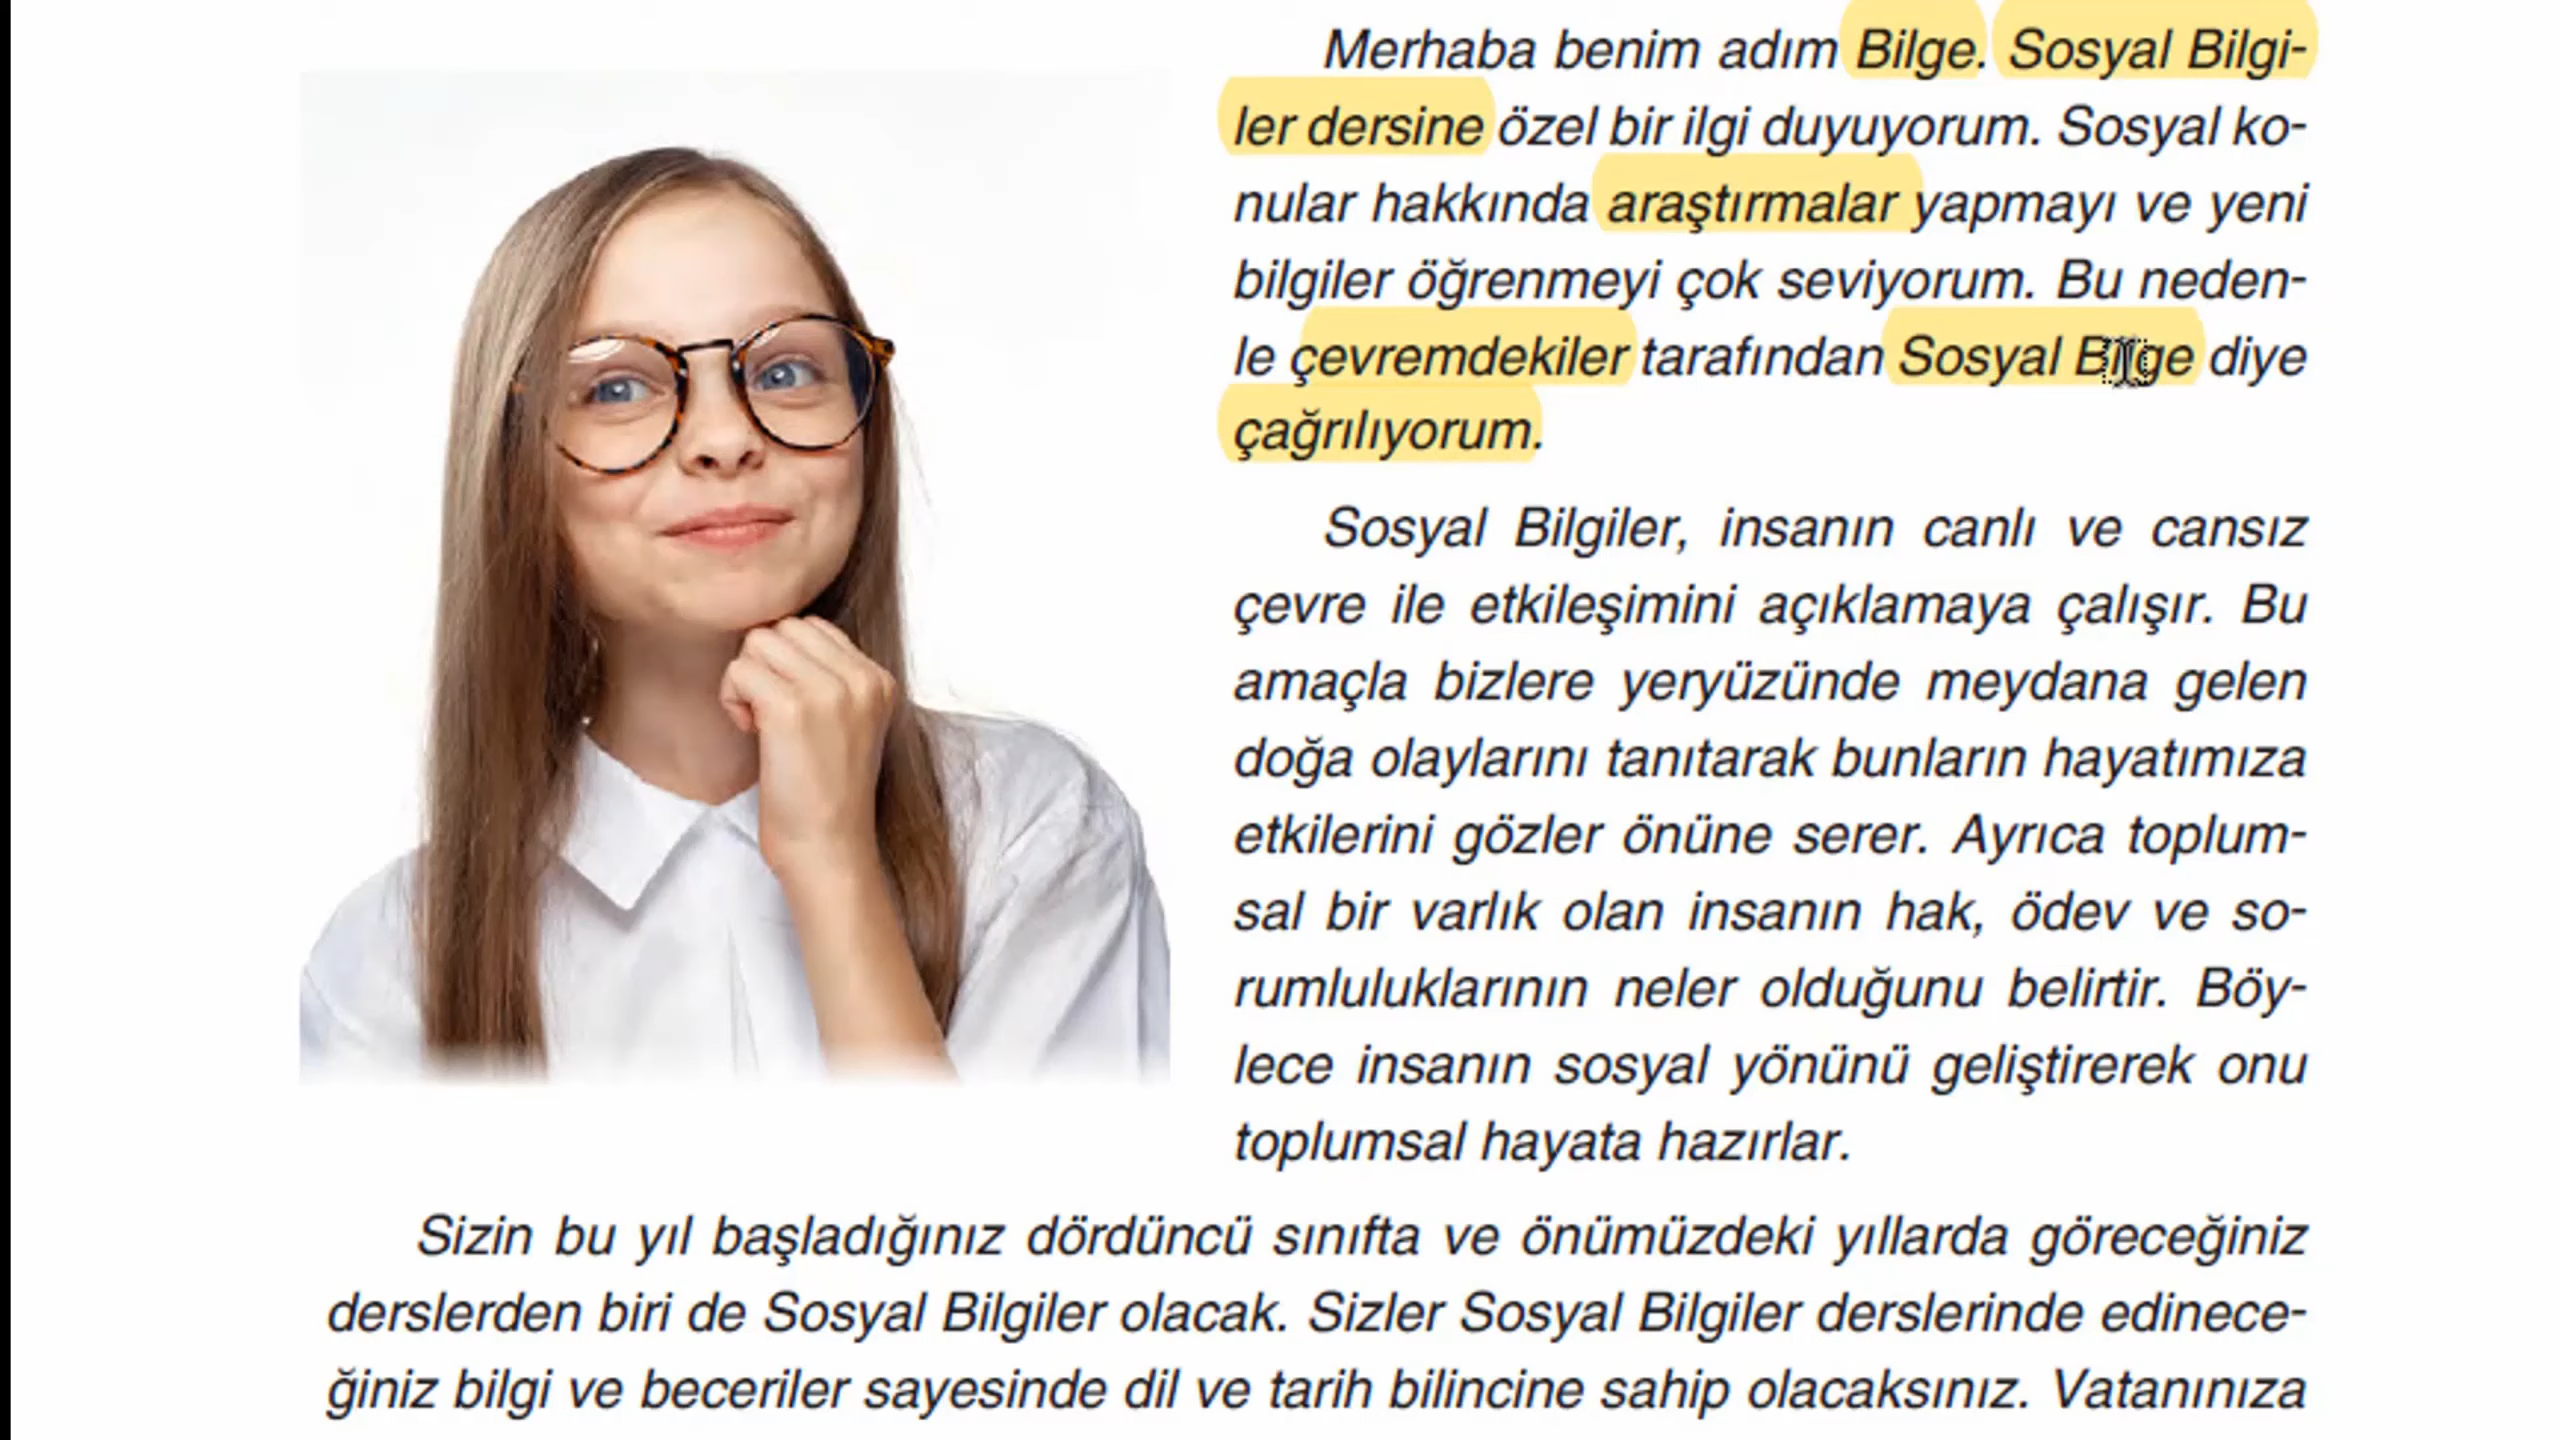 Merhaba benim adım Bilge. Sosyal Bilgi-
ler dersine özel bir ilgi duyuyorum. Sosyal ko-
nular hakkında araştırmalar yapmayı ve yeni
bilgiler öğrenmeyi çok seviyorum. Bu neden-
le çevremdekiler tarafından Sosyal Bilge diye
çağrılıyorum.
Sosyal Bilgiler, insanın canlı ve cansız
çevre ile etkileşimini açıklamaya çalışır. Bu
amaçla bizlere yeryüzünde meydana gelen
doğa olaylarını tanıtarak bunların hayatımıza
etkilerini gözler önüne serer. Ayrıca toplum-
sal bir varlık olan insanın hak, ödev ve so-
rumluluklarının neler olduğunu belirtir. Böy-
lece insanın sosyal yönünü geliştirerek onu
toplumsal hayata hazırlar.
Sizin bu yıl başladığınız dördüncü sınıfta ve önümüzdeki yıllarda göreceğiniz
derslerden biri de Sosyal Bilgiler olacak. Sizler Sosyal Bilgiler derslerinde edinece-
ğiniz bilgi ve beceriler sayesinde dil ve tarih bilincine sahip olacaksınız. Vatanınıza